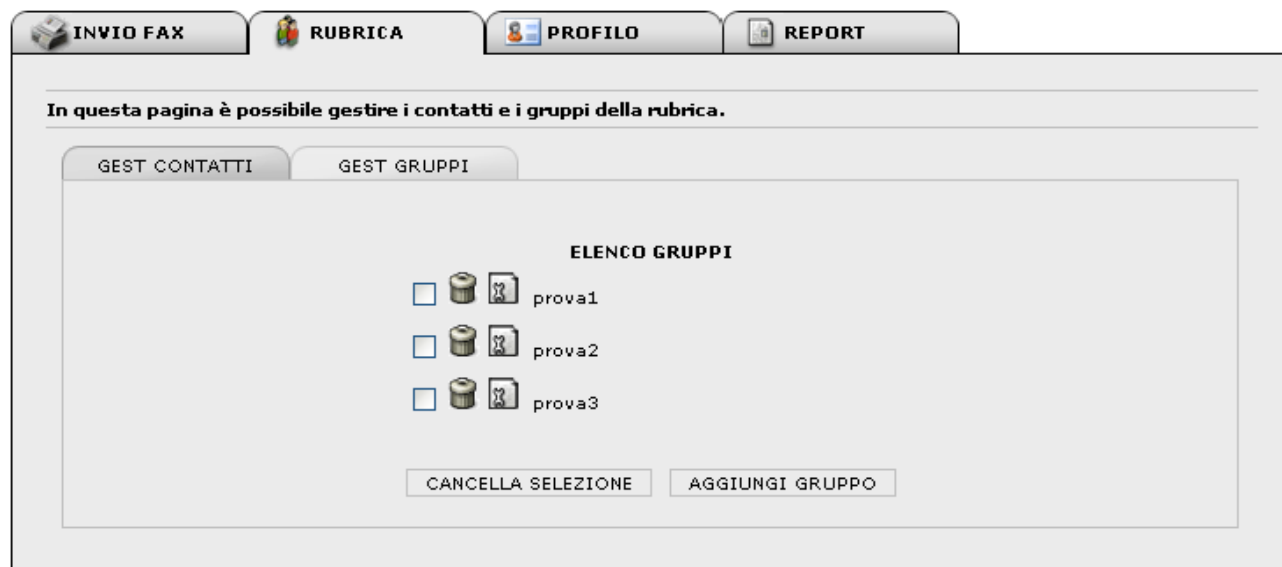 INVIO FAX RUBRICA PROFILO REPORT
In questa pagina è possibile gestire i contatti e i gruppi della rubrica.
GEST CONTATTI GEST GRUPPI
ELENCO GRUPPI
prova1
prova2
prova3
CANCELLA SELEZIONE AGGIUNGI GRUPPO